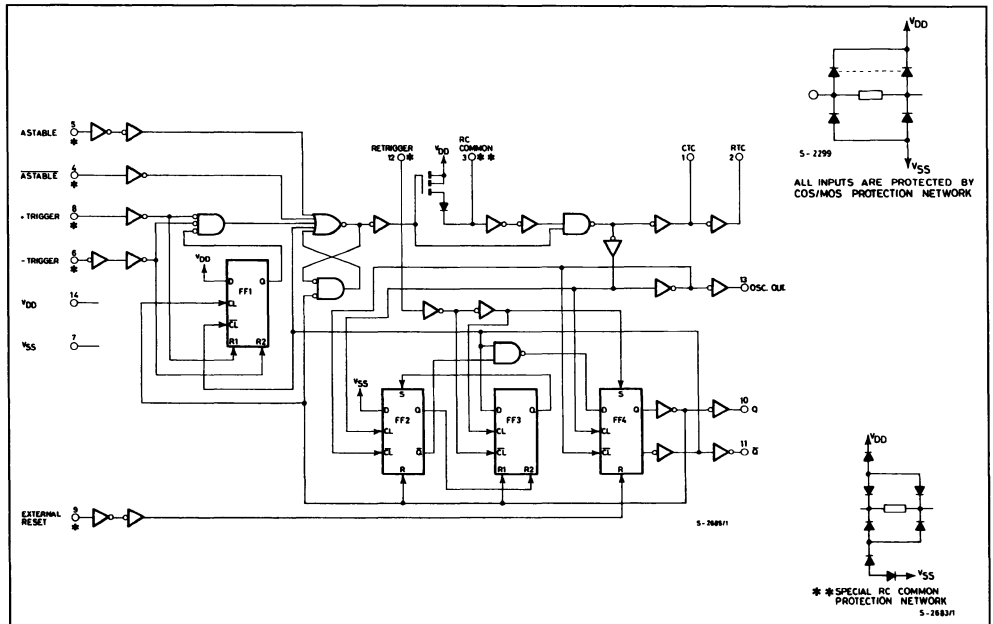 ASTABLE 5 *
ASTABLE 4 *
+ TRIGGER 8 *
- TRIGGER 6 *
VDD 14
VSS 7
EXTERNAL RESET 9 *
VDD
D Q
FF1
CL
CL
R1 R2
RETRIGGER
12 *
VDD
RC
COMMON
3 * *
CTC
1
RTC
2
13
OSC. OUT
VSS
S
D Q
FF2
CL
CL Q
R
D Q
FF3
CL
CL
R1 R2
S
D Q
FF4
CL
CL
R
10 Q
11 Q
S-2685/1
VDD
S-2299
VSS
ALL INPUTS ARE PROTECTED BY
COS/MOS PROTECTION NETWORK
VDD
VSS
* * SPECIAL RC COMMON
PROTECTION NETWORK
S-2683/1